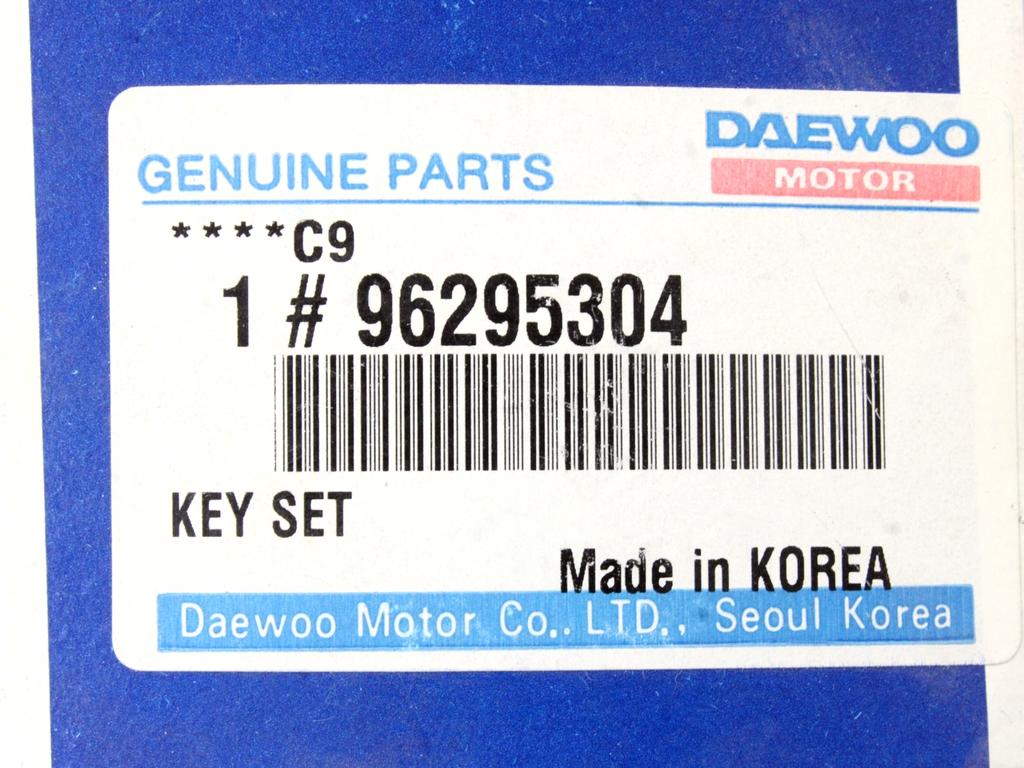 DAEWOO
MOTOR
GENUINE PARTS
****C9
1 # 96295304
KEY SET
Made in KOREA
Daewoo Motor Co.. LTD., Seoul Korea